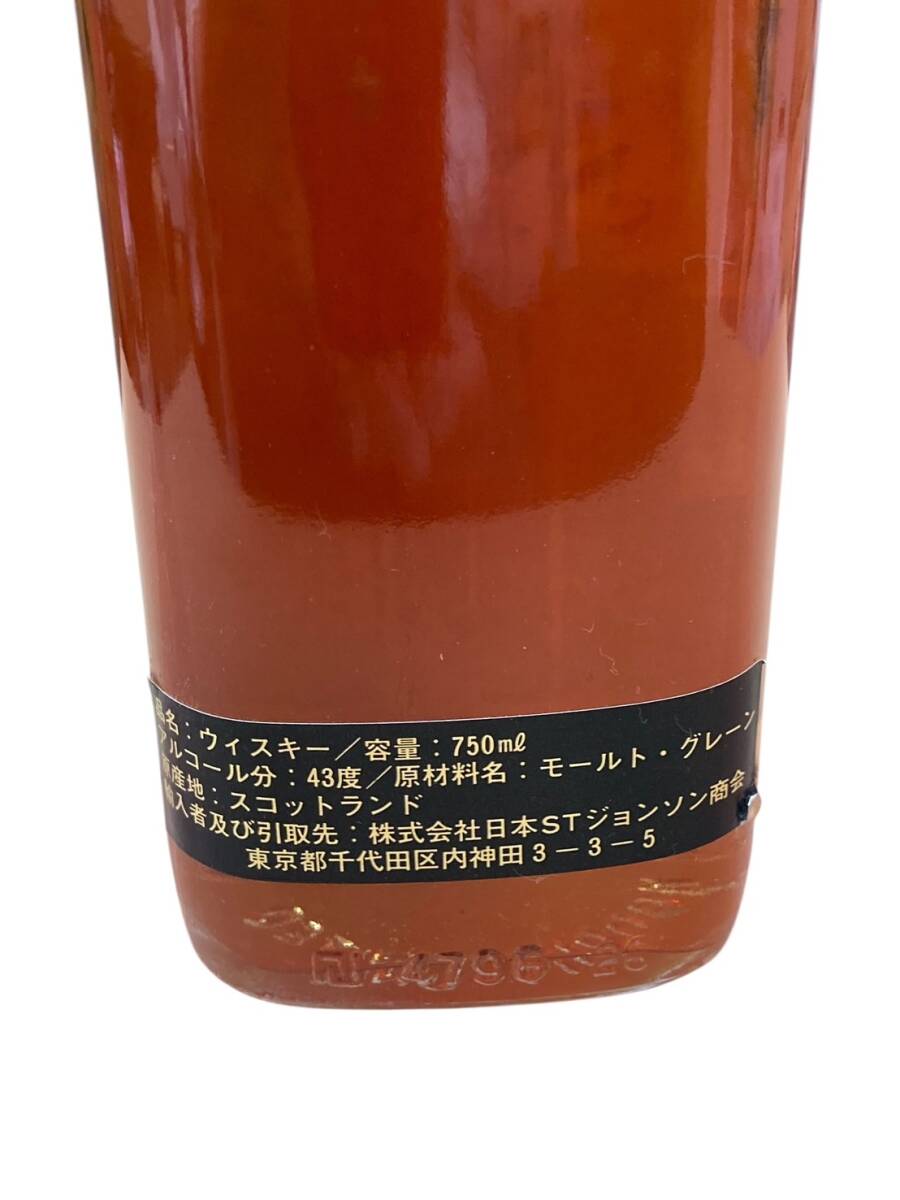 品名：ウィスキー／容量：750㎖
アルコール分：43度／原材料名：モールト・グレーン
原産地：スコットランド
輸入者及び引取先：株式会社日本STジョンソン商会
東京都千代田区内神田3－3－5